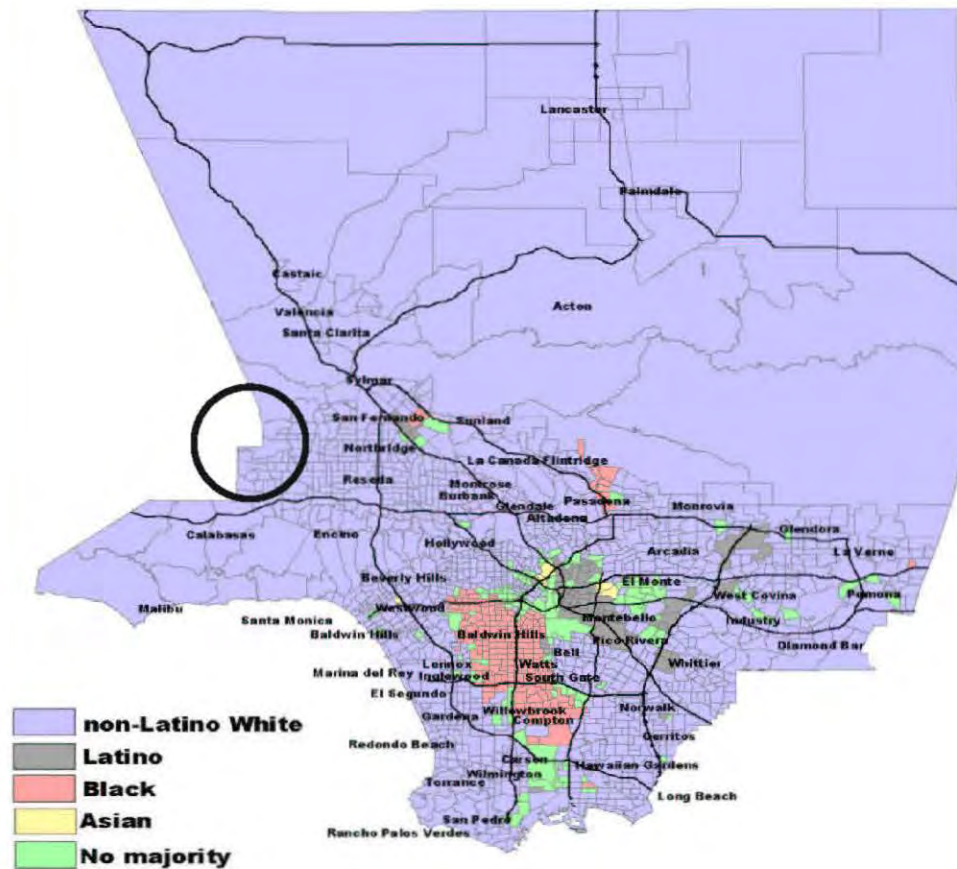 Lancaster
Palmdale
Castaic
Acton
Valencia
Santa Clarita
Sylmar
San Fernando
Sunland
Northbridge
La Canada Flintridge
Reseda
Montrose
Burbank
Pasadena
Glendale
Altadena
Monrovia
Glendora
Calabasas
Encino
Hollywood
Arcadia
La Verne
Beverly Hills
El Monte
West Covina
Pomona
Malibu
Westwood
Santa Monica
Montebello
Industry
Baldwin Hills
Baldwin Hills
Pico Rivera
Diamond Bar
Bell
Marina del Rey
Lennox
Watts
Whittier
Inglewood
South Gate
El Segundo
Willowbrook
Norwalk
Gardena
Compton
Redondo Beach
Cerritos
Carson
Hawaiian Gardens
Wilmington
Torrance
Long Beach
San Pedro
Rancho Palos Verdes
non-Latino White
Latino
Black
Asian
No majority